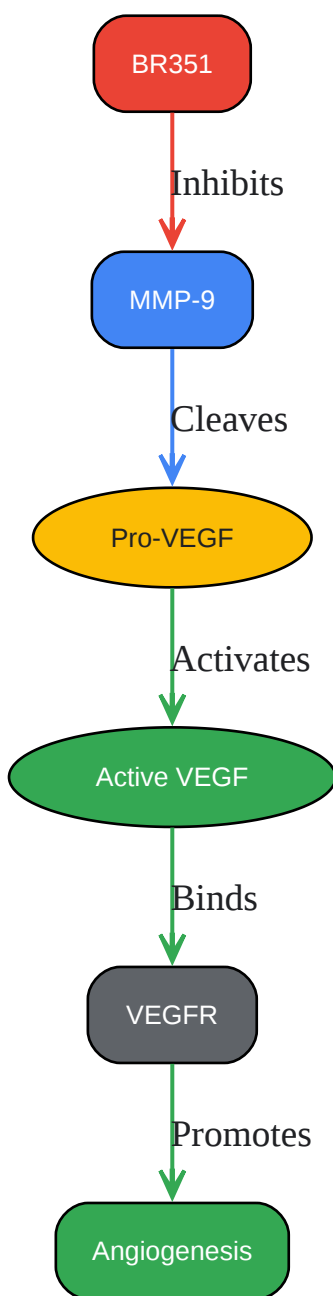 BR351
Inhibits
MMP-9
Cleaves
Pro-VEGF
Activates
Active VEGF
Binds
VEGFR
Promotes
Angiogenesis